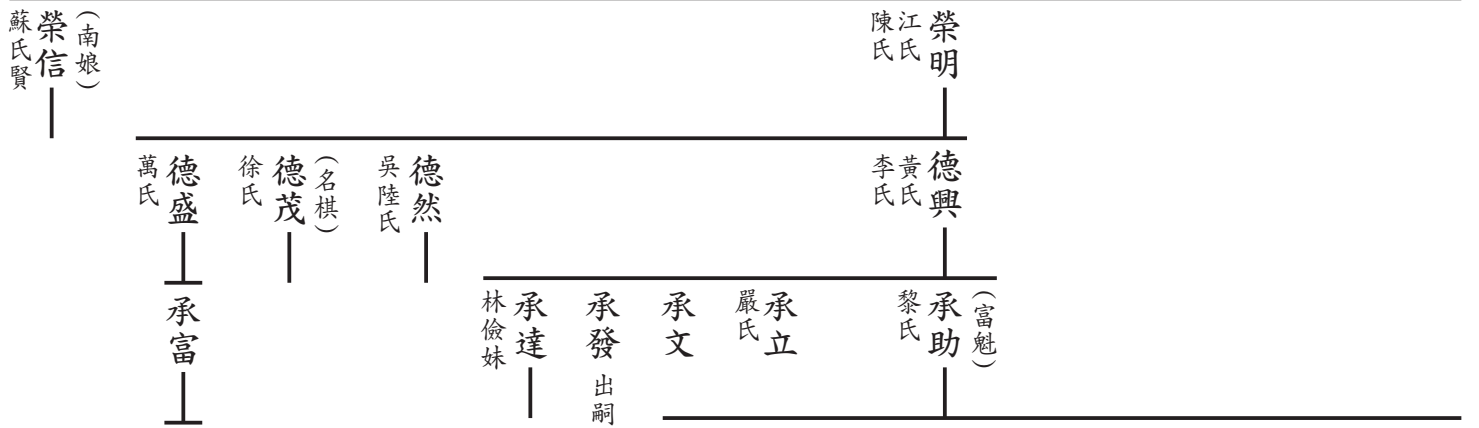 榮明
江氏
陳氏
(南娘)
榮信
蘇氏賢
德興
黃氏
李氏
德然
吳陸氏
(名棋)
德茂
徐氏
德盛
萬氏
(富魁)
承助
黎氏
承立
嚴氏
承文
承發 出嗣
承達
林儉妹
承富